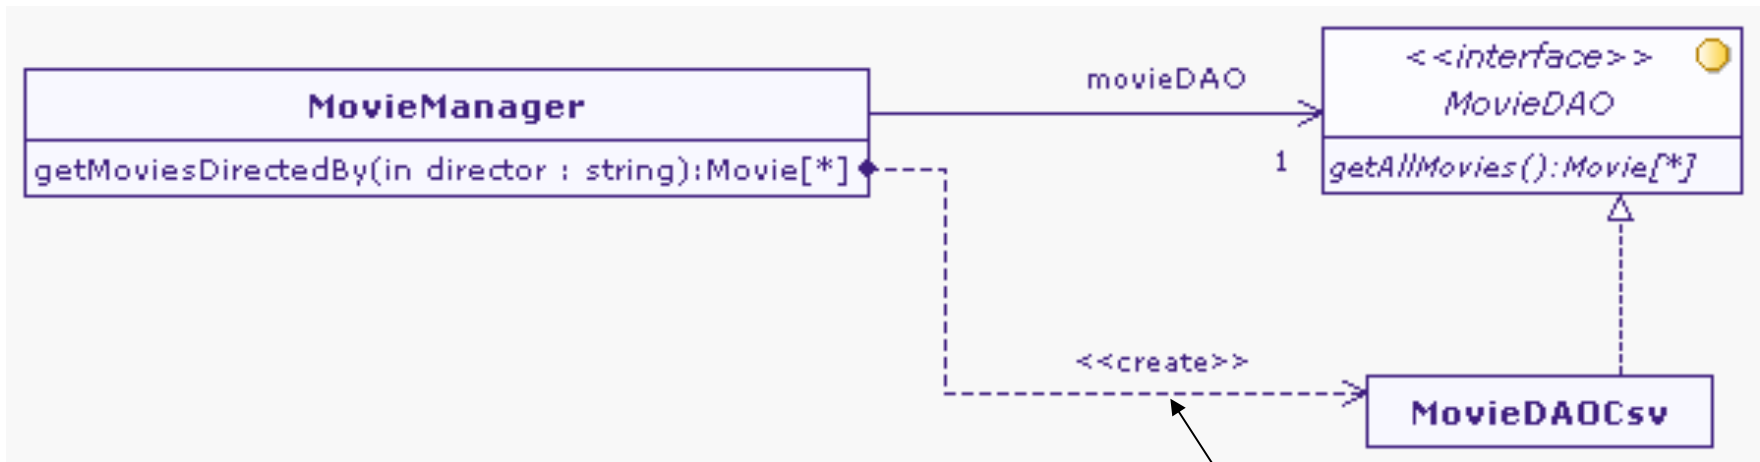 MovieManager
getMoviesDirectedBy(in director : string):Movie[*]
movieDAO
1
<<interface>>
MovieDAO
getAllMovies():Movie[*]
<<create>>
MovieDAOCsv